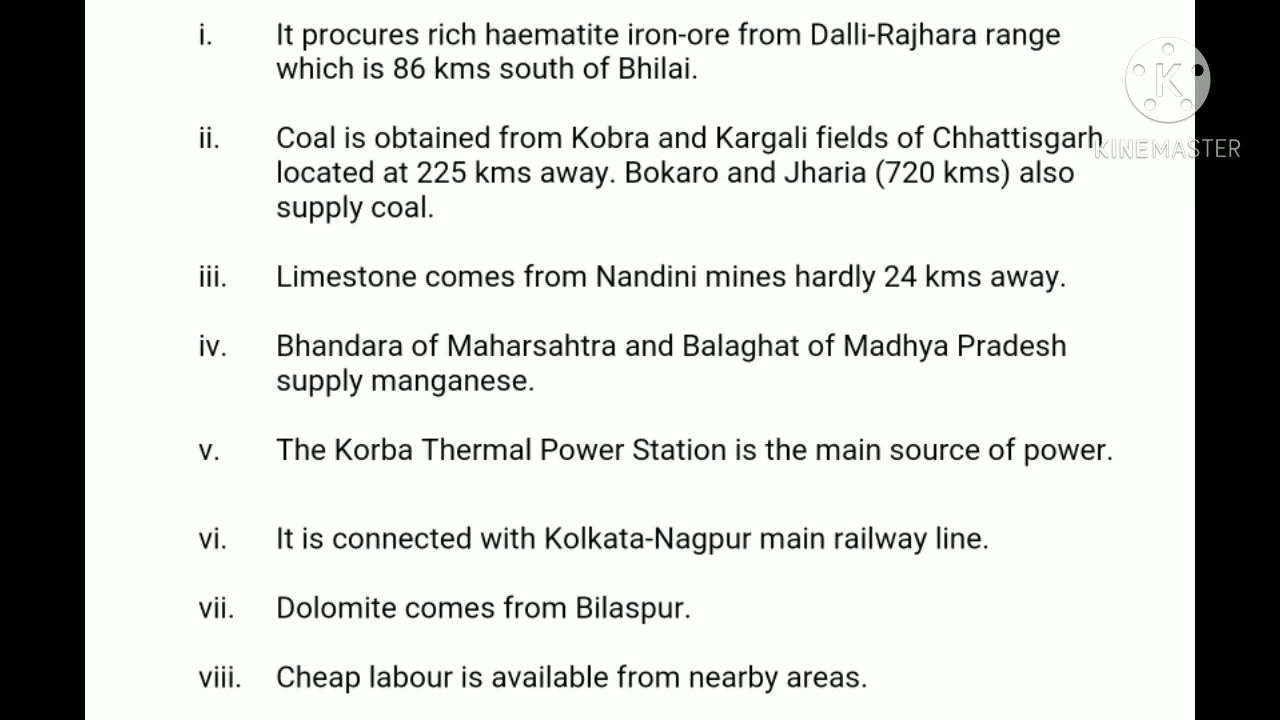 i. It procures rich haematite iron-ore from Dalli-Rajhara range
which is 86 kms south of Bhilai.
ii. Coal is obtained from Kobra and Kargali fields of Chhattisgarh
located at 225 kms away. Bokaro and Jharia (720 kms) also
supply coal.
iii. Limestone comes from Nandini mines hardly 24 kms away.
iv. Bhandara of Maharsahtra and Balaghat of Madhya Pradesh
supply manganese.
v. The Korba Thermal Power Station is the main source of power.
vi. It is connected with Kolkata-Nagpur main railway line.
vii. Dolomite comes from Bilaspur.
viii. Cheap labour is available from nearby areas.
K
KINEMASTER